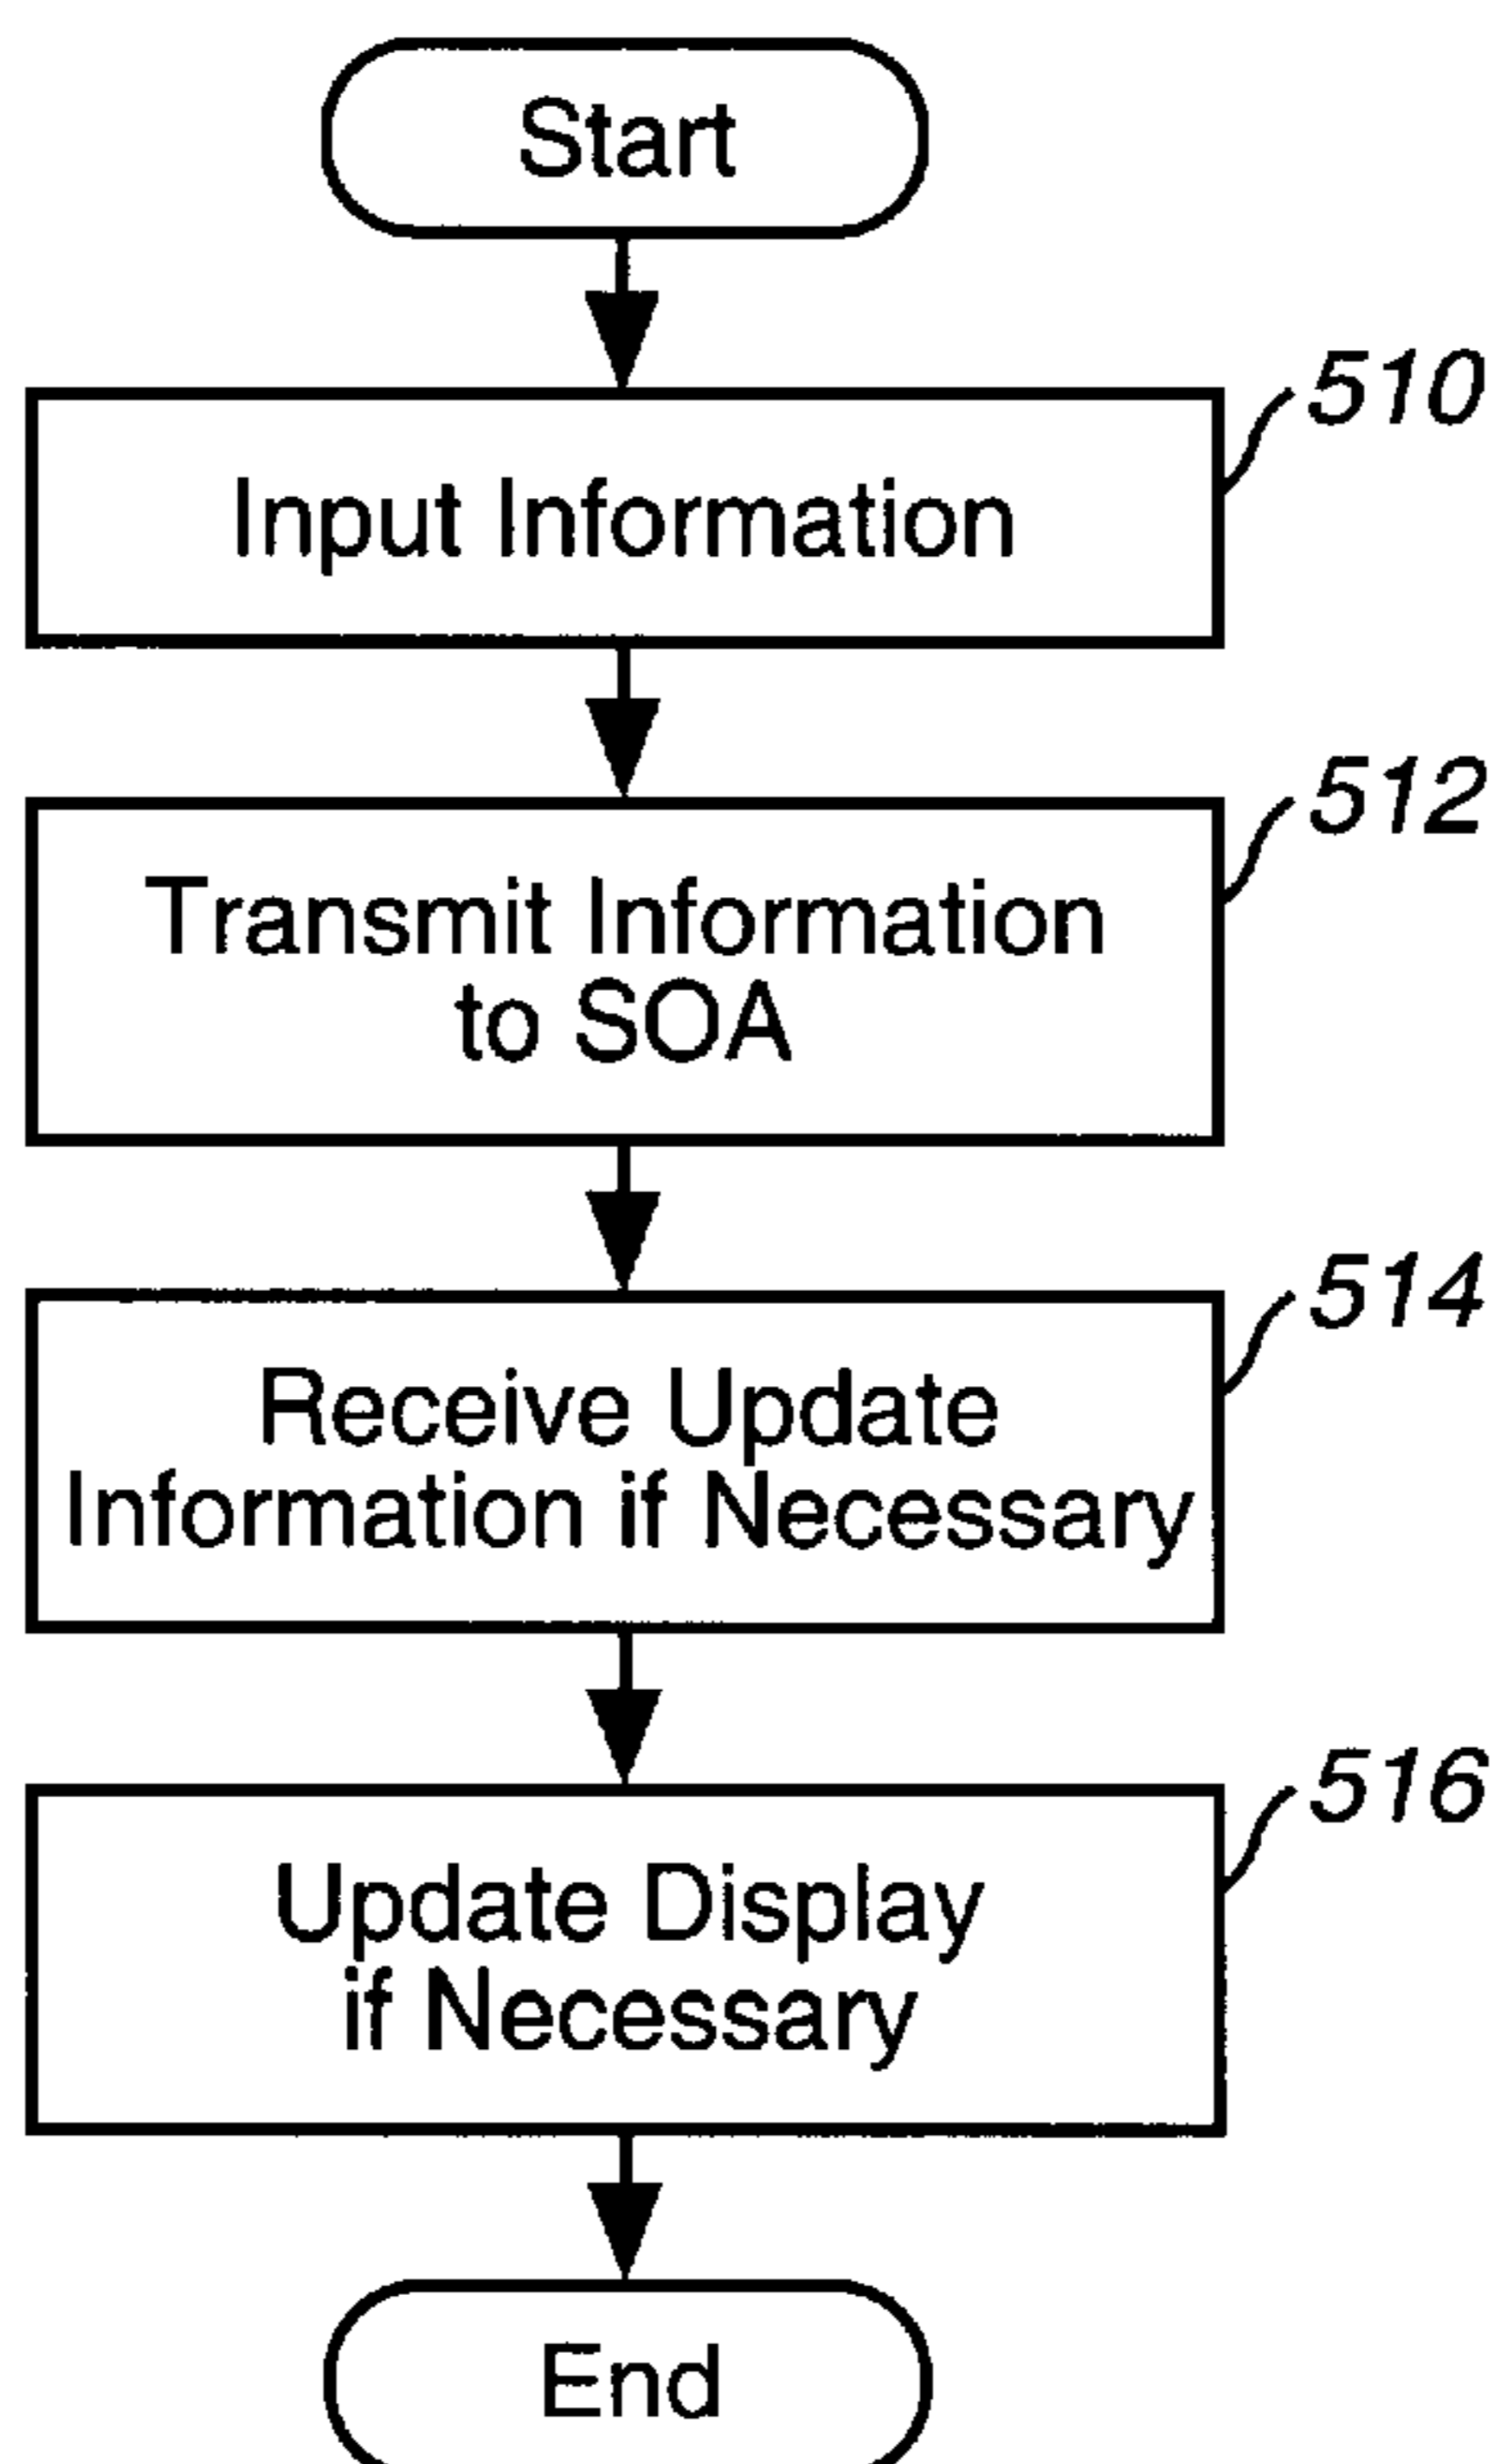 Start
510
Input Information
512
Transmit Information
to SOA
514
Receive Update
Information if Necessary
516
Update Display
if Necessary
End